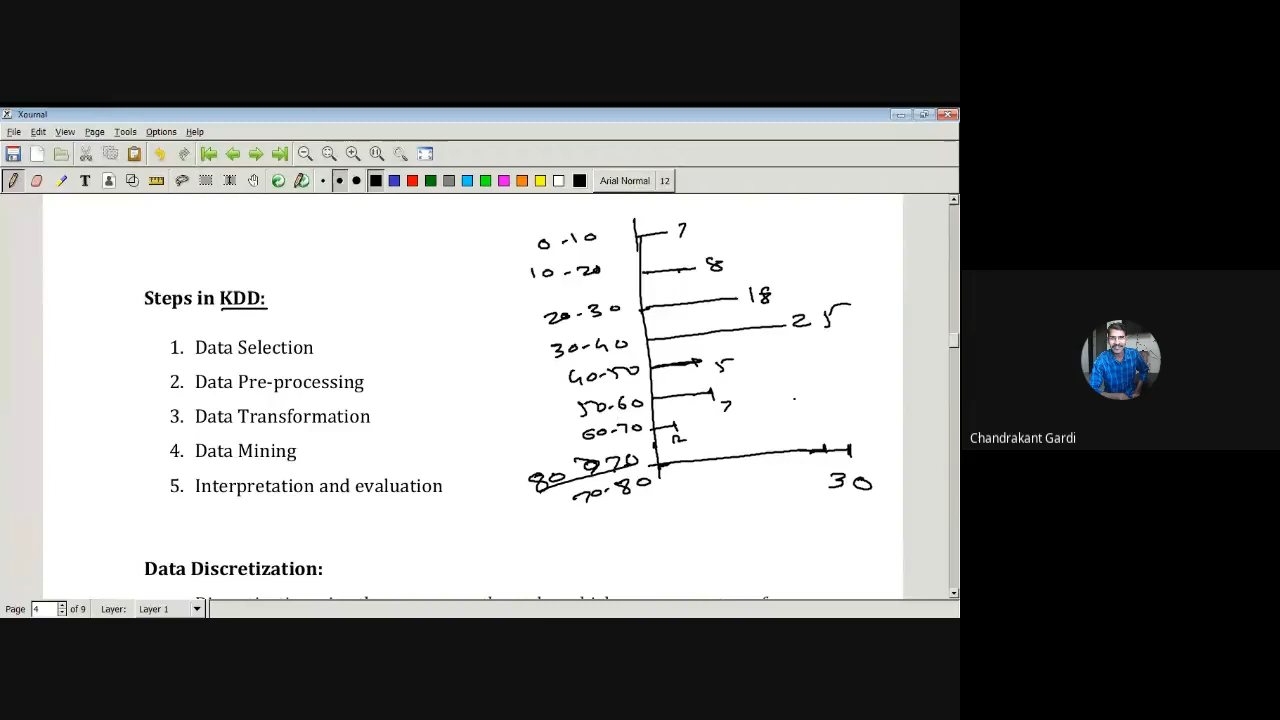 Xournal
File Edit View Page Tools Options Help
Arial Normal 12
0-10 7
10-20 8
20-30 18
30-40 25
40-50 5
50-60 7
60-70 2
80 70
70-80
30
Steps in KDD:
1. Data Selection
2. Data Pre-processing
3. Data Transformation
4. Data Mining
5. Interpretation and evaluation
Data Discretization:
Page 4 of 9 Layer: Layer 1
Chandrakant Gardi